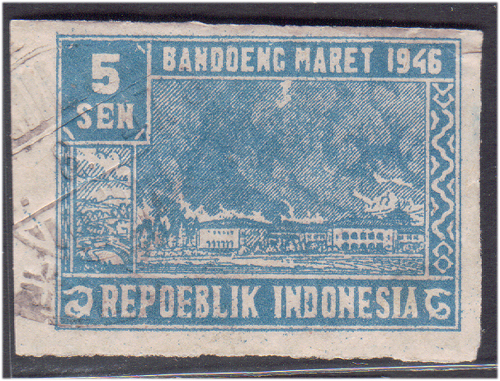 5
SEN
BANDOENG MARET 1946
REPOEBLIK INDONESIA